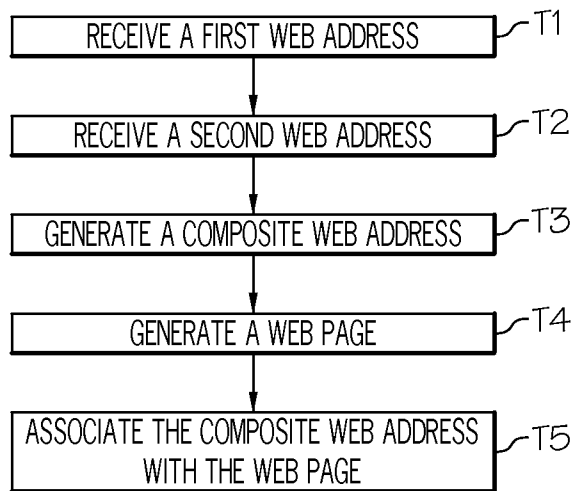 RECEIVE A FIRST WEB ADDRESS
T1
RECEIVE A SECOND WEB ADDRESS
T2
GENERATE A COMPOSITE WEB ADDRESS
T3
GENERATE A WEB PAGE
T4
ASSOCIATE THE COMPOSITE WEB ADDRESS
WITH THE WEB PAGE
T5